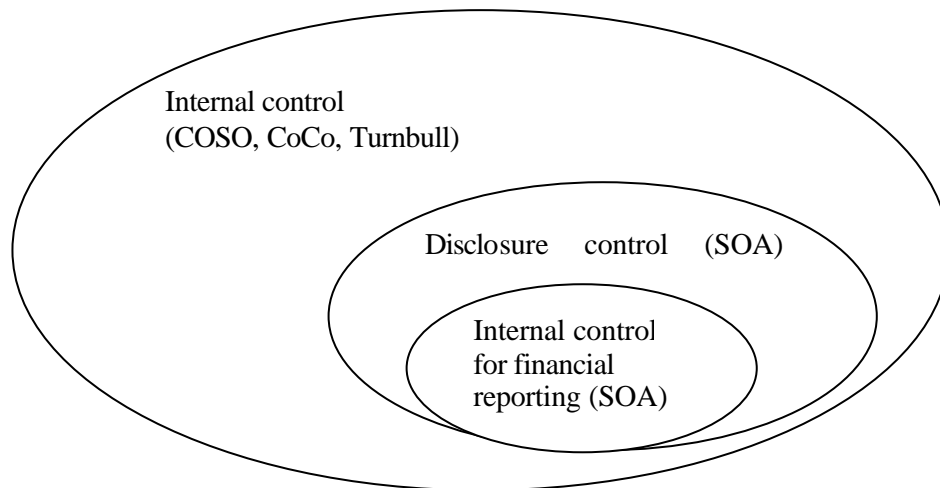 Internal control
(COSO, CoCo, Turnbull)
Disclosure control (SOA)
Internal control
for financial
reporting (SOA)